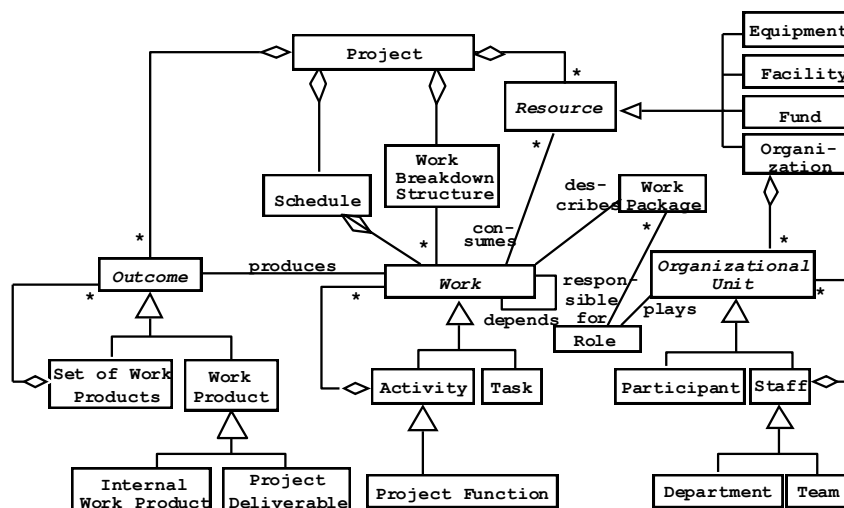 Equipment
Project
Facility
*
Resource
Fund
*
Organi-
zation
Work
Breakdown
Structure
des-
cribes
Work
Package
Schedule
*
con-
sumes
*
*
*
Outcome
produces
Work
Organizational
Unit
*
*
*
respon-
sible
for
depends
plays
Role
Set of Work
Products
Work
Product
Activity
Task
Participant
Staff
Internal
Work Product
Project
Deliverable
Project Function
Department
Team